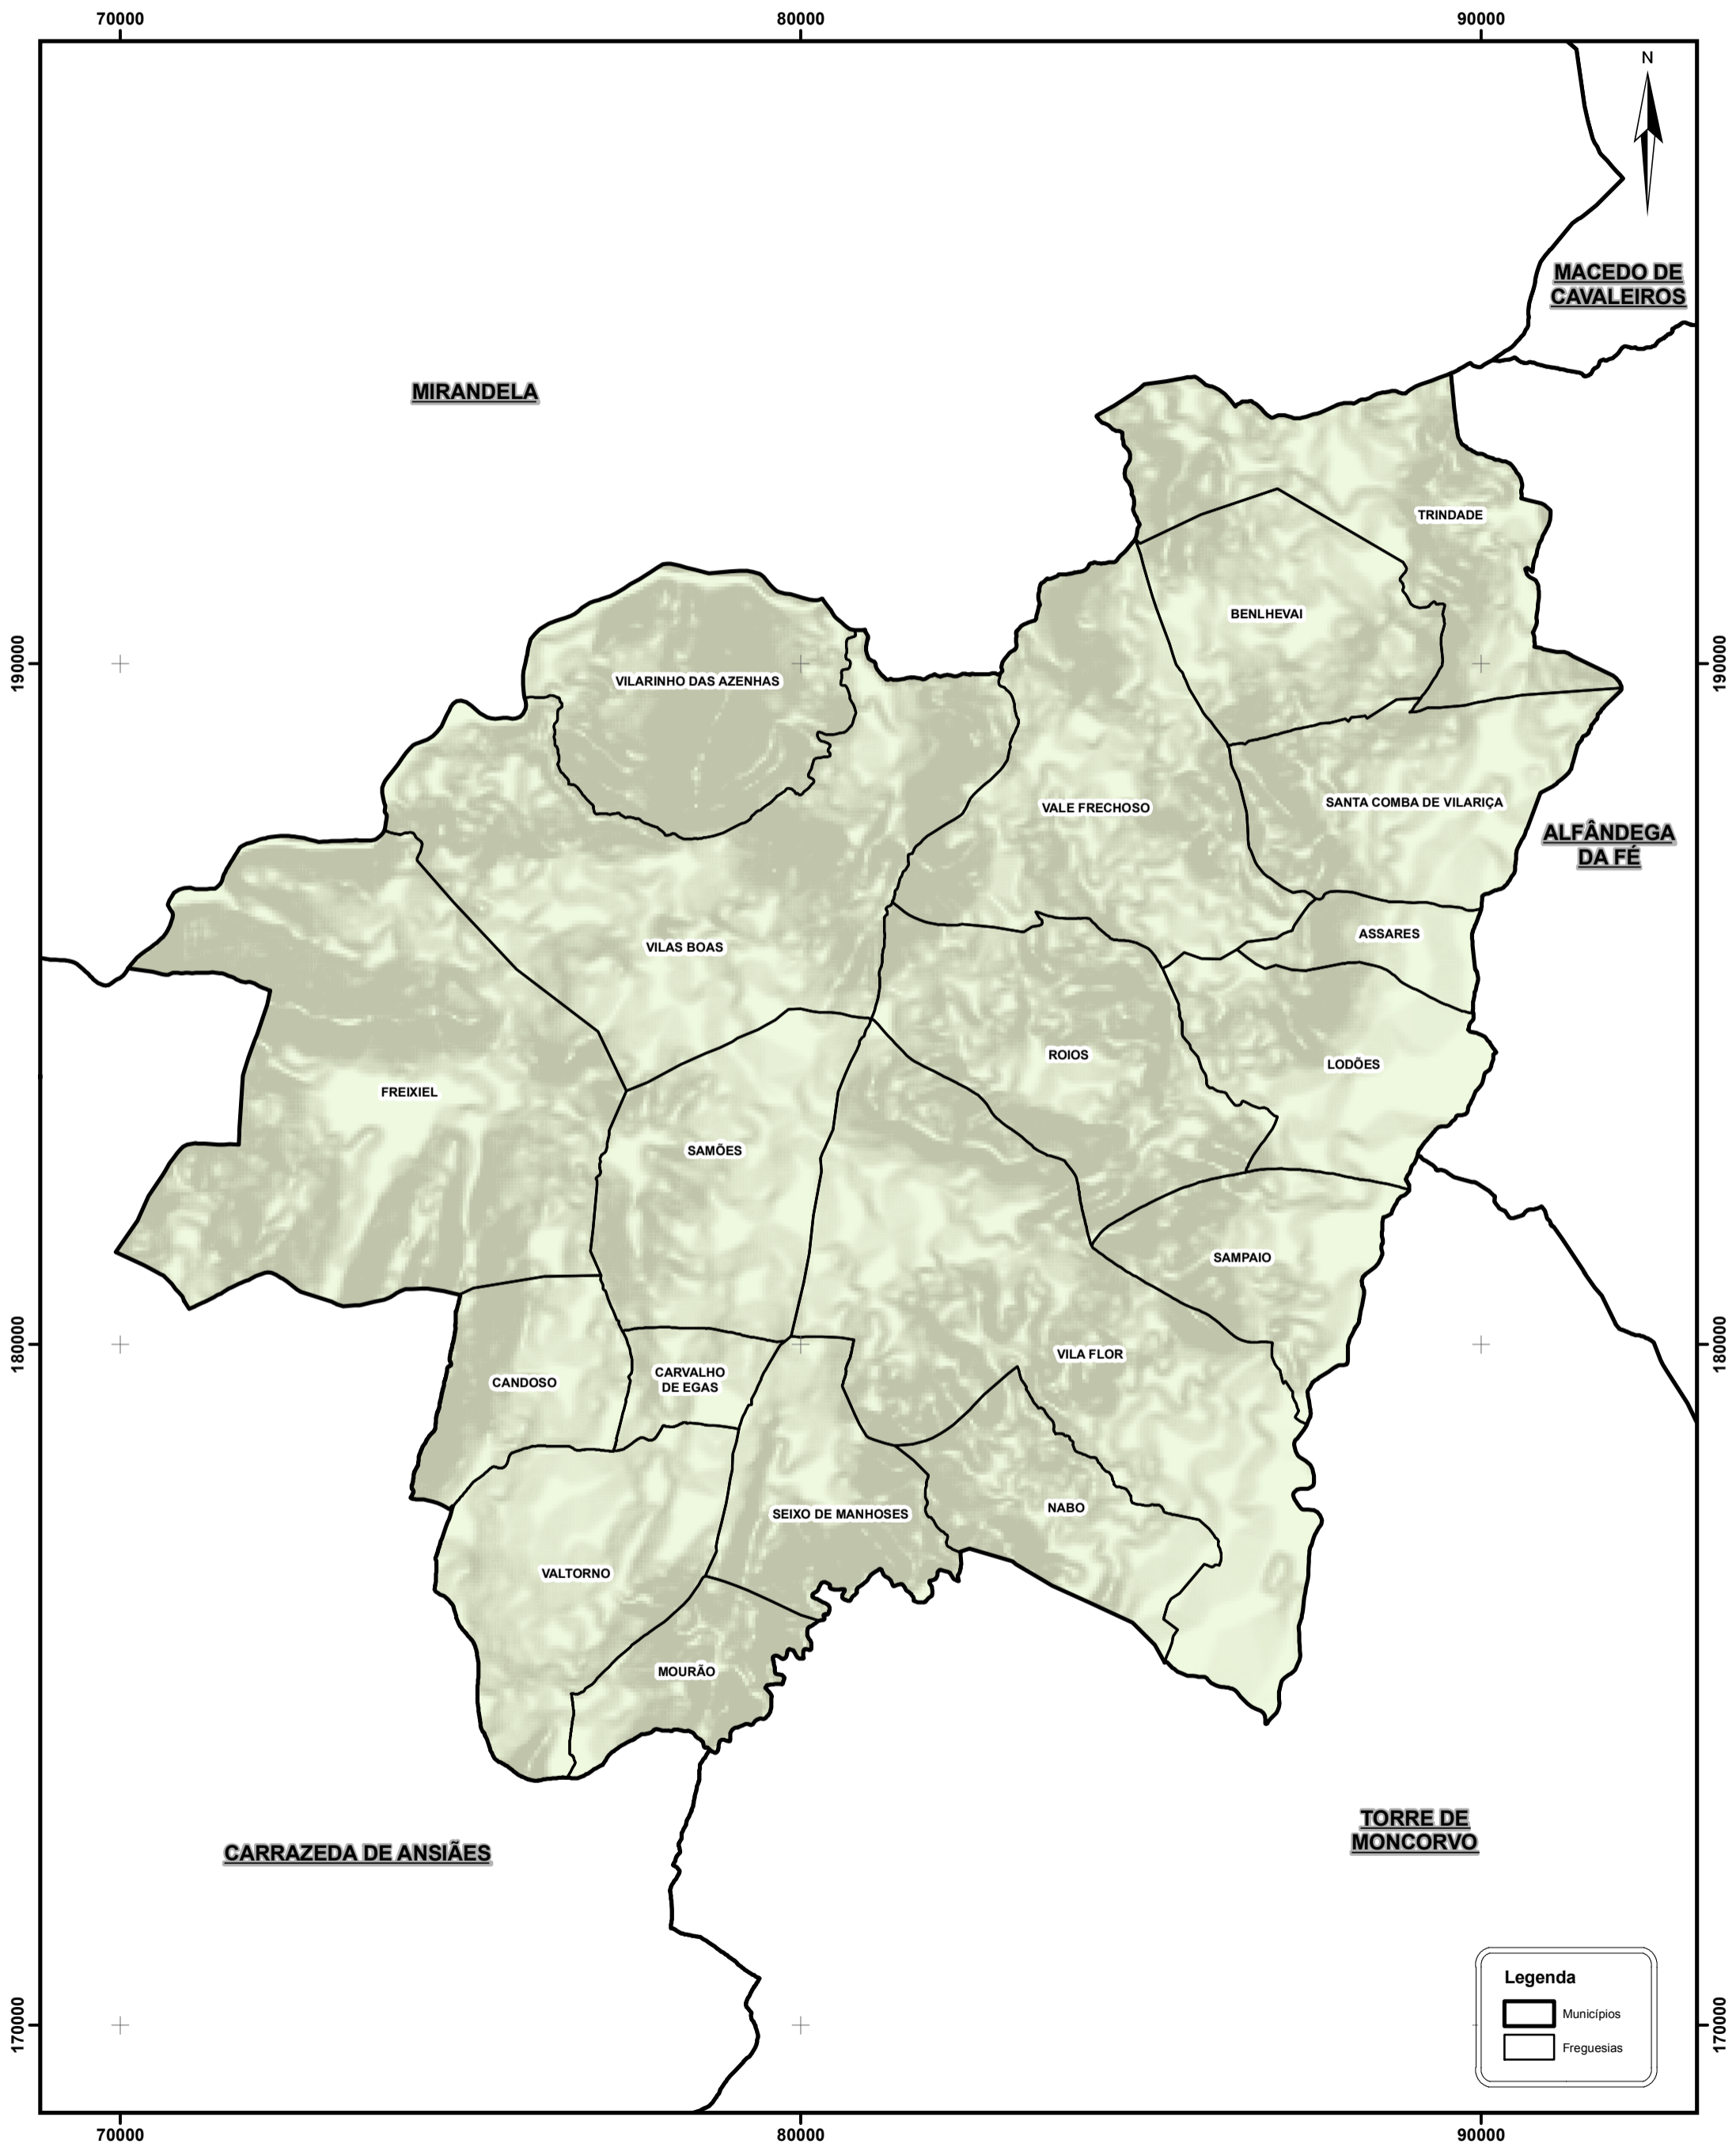 70000
80000
90000
N
MACEDO DE
CAVALEIROS
MIRANDELA
TRINDADE
BENLHEVAI
190000
190000
VILARINHO DAS AZENHAS
VALE FRECHOSO
SANTA COMBA DE VILARIÇA
ALFÂNDEGA
DA FÉ
ASSARES
VILAS BOAS
ROIOS
LODÕES
FREIXIEL
SAMÕES
SAMPAIO
180000
180000
VILA FLOR
CARVALHO
DE EGAS
CANDOSO
NABO
SEIXO DE MANHOSES
VALTORNO
MOURÃO
TORRE DE
MONCORVO
CARRAZEDA DE ANSIÃES
Legenda
Municípios
Freguesias
170000
170000
70000
80000
90000